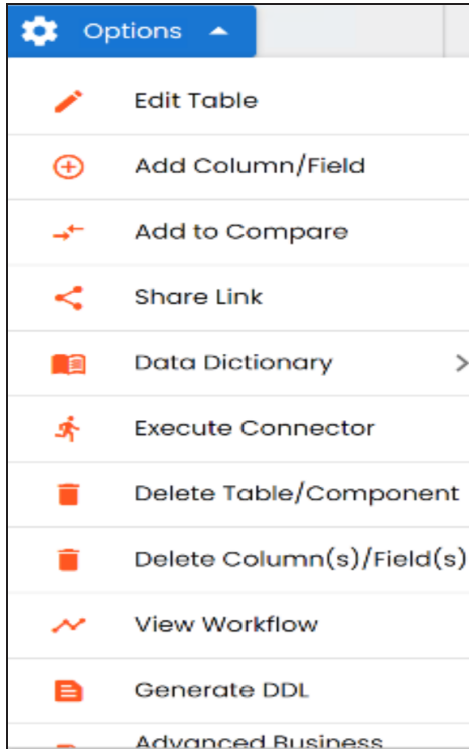 Options
Edit Table
Add Column/Field
Add to Compare
Share Link
Data Dictionary
Execute Connector
Delete Table/Component
Delete Column(s)/Field(s)
View Workflow
Generate DDL
Advanced Business